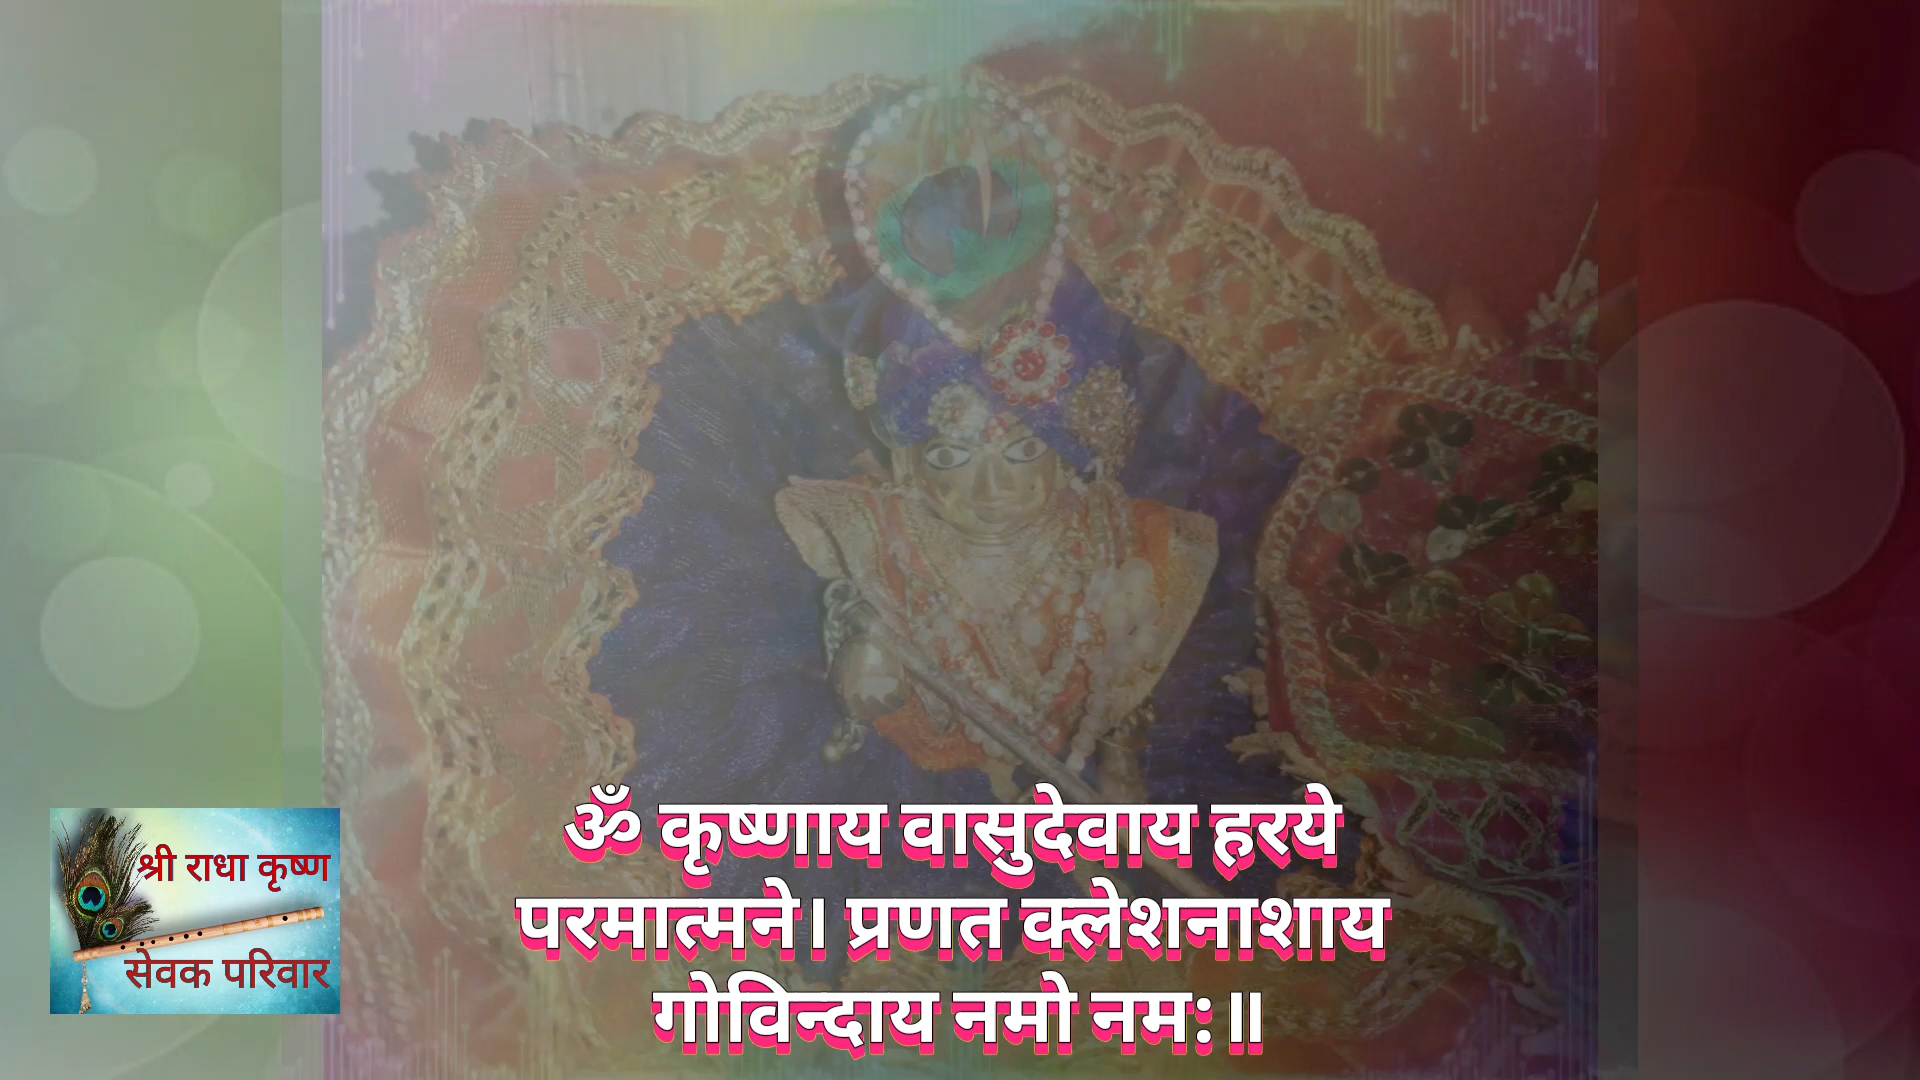 ॐ कृष्णाय वासुदेवाय हरये
परमात्मने। प्रणत क्लेशनाशाय
गोविन्दाय नमो नम:॥
श्री राधा कृष्ण
सेवक परिवार